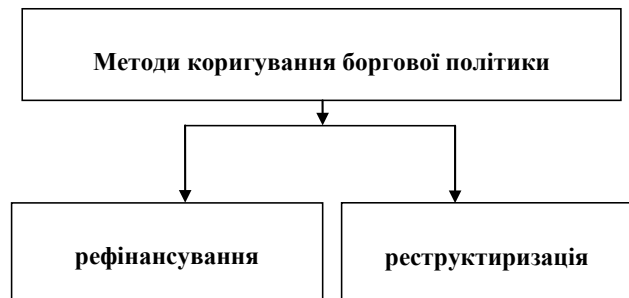 Методи коригування боргової політики
рефінансування
реструктиризація